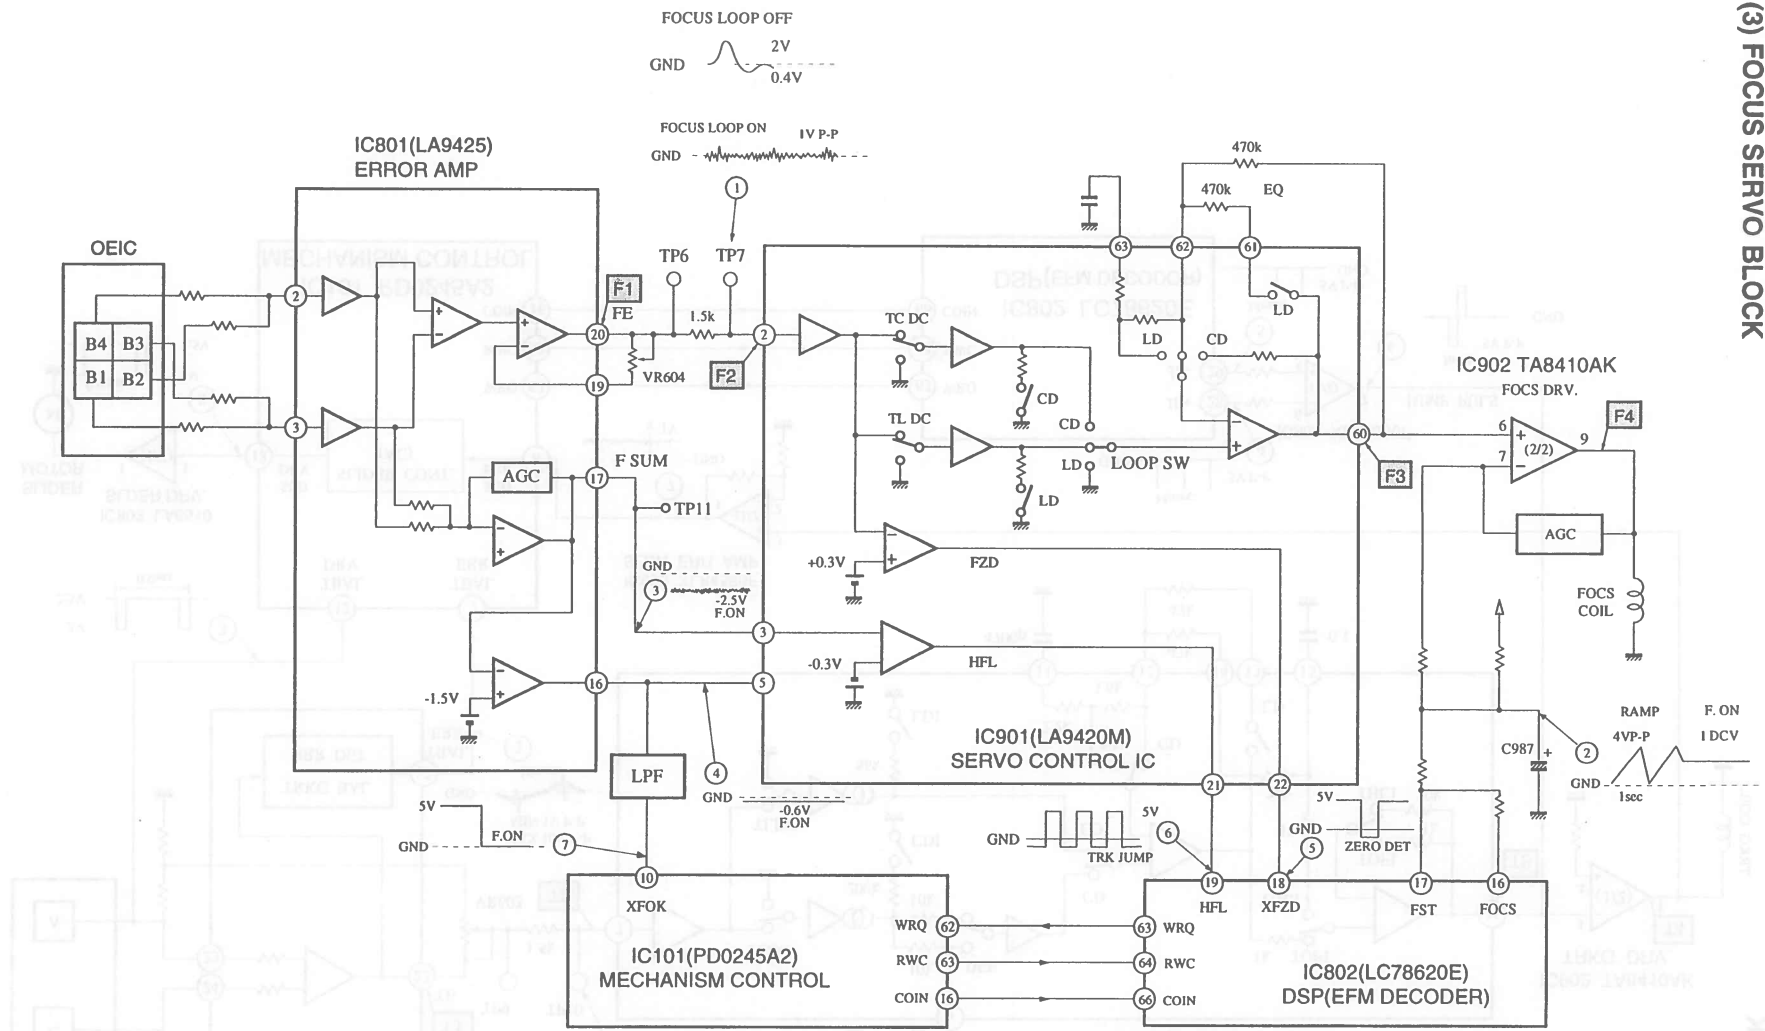 (3) FOCUS SERVO BLOCK
FOCUS LOOP OFF
2V
GND
0.4V
FOCUS LOOP ON
1V P-P
GND
1
IC801(LA9425)
ERROR AMP
OEIC
B4 B3
B1 B2
2
3
+
-
+
-
F1
FE
20
19
VR604
TP6
TP7
1.5k
F2
2
AGC
17
F SUM
TP11
-
+
-
+
-1.5V
16
GND
3
-2.5V
F.ON
3
5
4
GND
-0.6V
F.ON
LPF
5V
GND
F.ON
7
10
XFOK
IC101(PD0245A2)
MECHANISM CONTROL
WRQ 62
RWC 63
COIN 16
63 WRQ
64 RWC
66 COIN
TC DC
TL DC
CD
LD
CD
LD
LOOP SW
-
+
+0.3V
FZD
-0.3V
HFL
IC901(LA9420M)
SERVO CONTROL IC
63
62
61
470k
470k
EQ
LD
LD
CD
-
+
60
F3
21
22
IC902 TA8410AK
FOCS DRV.
6
+
7
-
(2/2)
9
F4
AGC
FOCS
COIL
RAMP
4VP-P
F. ON
1 DCV
GND
1sec
C987
+
2
5V
GND
TRK JUMP
6
5V
GND
ZERO DET
5
19
HFL
18
XFZD
17
FST
16
FOCS
IC802(LC78620E)
DSP(EFM DECODER)